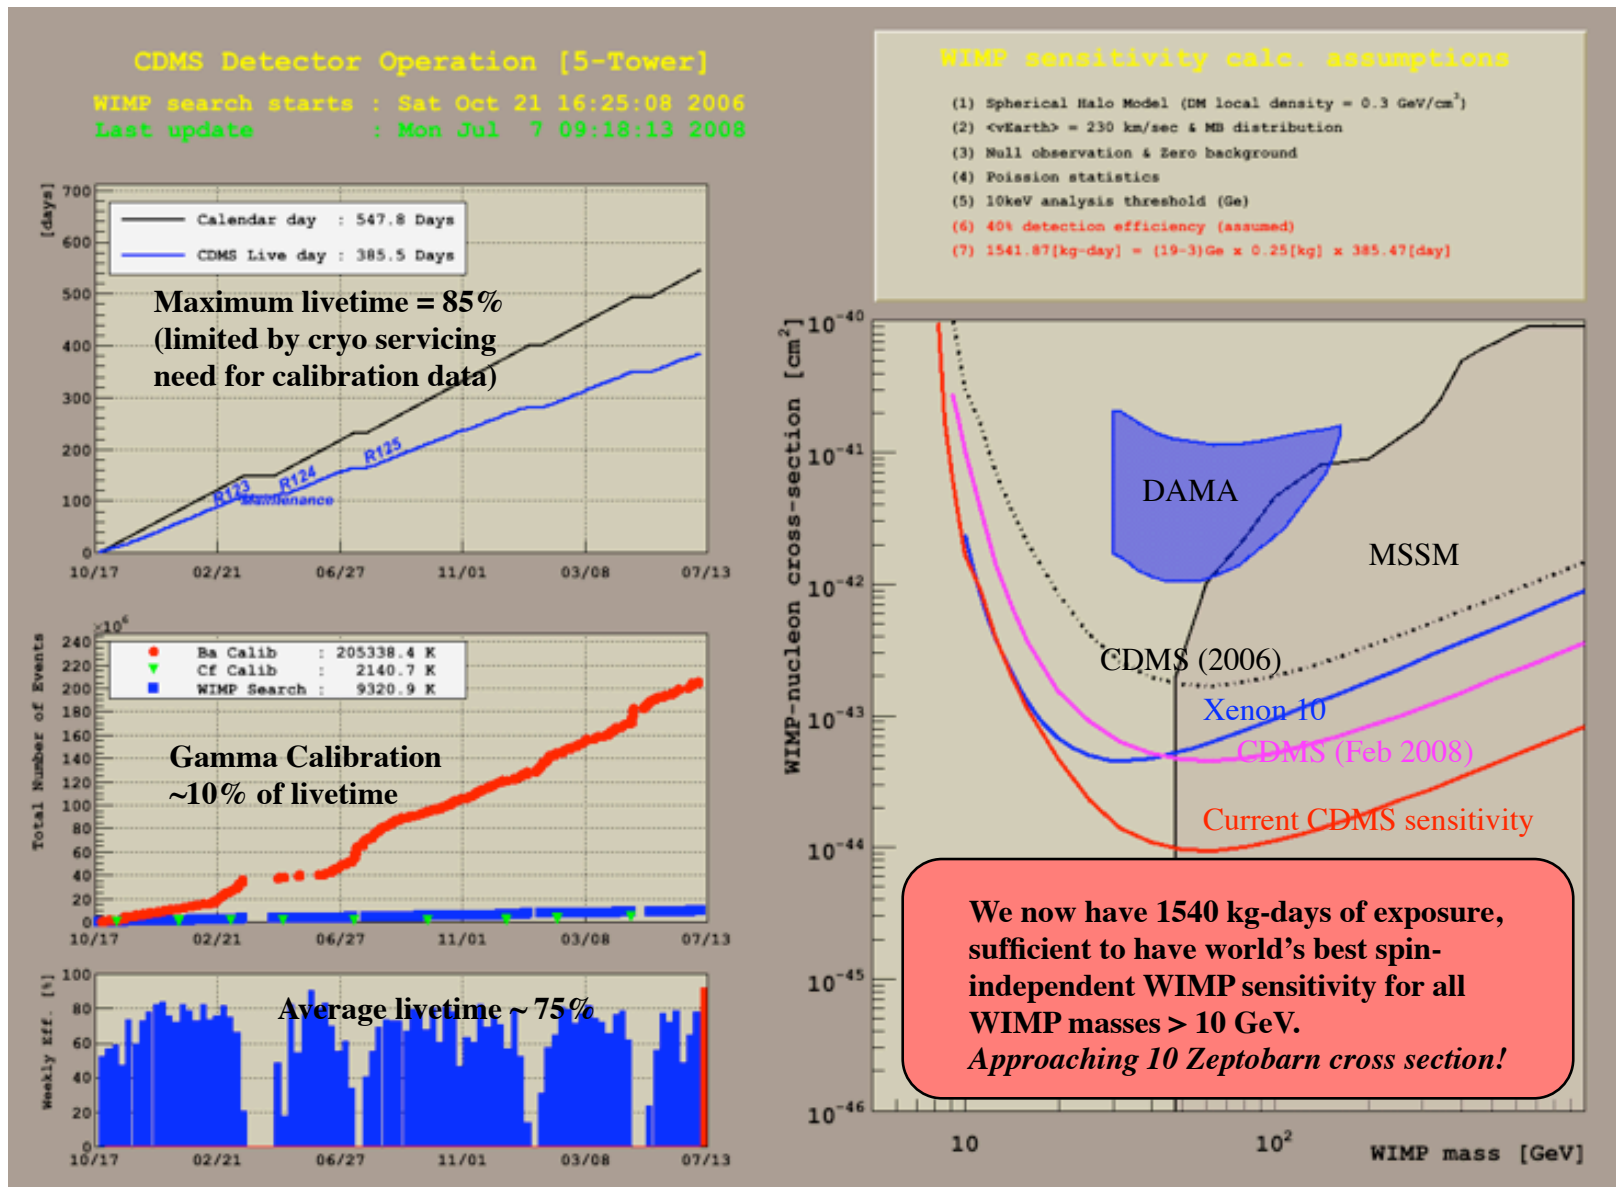 CDMS Detector Operation [5-Tower]
WIMP search starts : Sat Oct 21 16:25:08 2006
Last update : Mon Jul 7 09:18:13 2008
[days]
700
600
500
400
300
200
100
0
Calendar day : 547.8 Days
CDMS Live day : 385.5 Days
Maximum livetime = 85%
(limited by cryo servicing
need for calibration data)
R123
R124
R125
Maintenance
10/17 02/21 06/27 11/01 03/08 07/13
×10⁶
Total Number of Events
240
220
200
180
160
140
120
100
80
60
40
20
0
Ba Calib : 205338.4 K
Cf Calib : 2140.7 K
WIMP Search : 9320.9 K
Gamma Calibration
~10% of livetime
10/17 02/21 06/27 11/01 03/08 07/13
Weekly Eff. [%]
100
80
60
40
20
0
Average livetime ~ 75%
10/17 02/21 06/27 11/01 03/08 07/13
WIMP sensitivity calc. assumptions
(1) Spherical Halo Model (DM local density = 0.3 GeV/cm³)
(2) <vEarth> = 230 km/sec & MB distribution
(3) Null observation & Zero background
(4) Poission statistics
(5) 10keV analysis threshold (Ge)
(6) 40% detection efficiency (assumed)
(7) 1541.87[kg-day] = (19-3)Ge x 0.25[kg] x 385.47[day]
WIMP-nucleon cross-section [cm²]
10⁻⁴⁰
10⁻⁴¹
10⁻⁴²
10⁻⁴³
10⁻⁴⁴
10⁻⁴⁵
10⁻⁴⁶
DAMA
MSSM
CDMS (2006)
Xenon 10
CDMS (Feb 2008)
Current CDMS sensitivity
We now have 1540 kg-days of exposure,
sufficient to have world's best spin-
independent WIMP sensitivity for all
WIMP masses > 10 GeV.
Approaching 10 Zeptobarn cross section!
10 10²
WIMP mass [GeV]